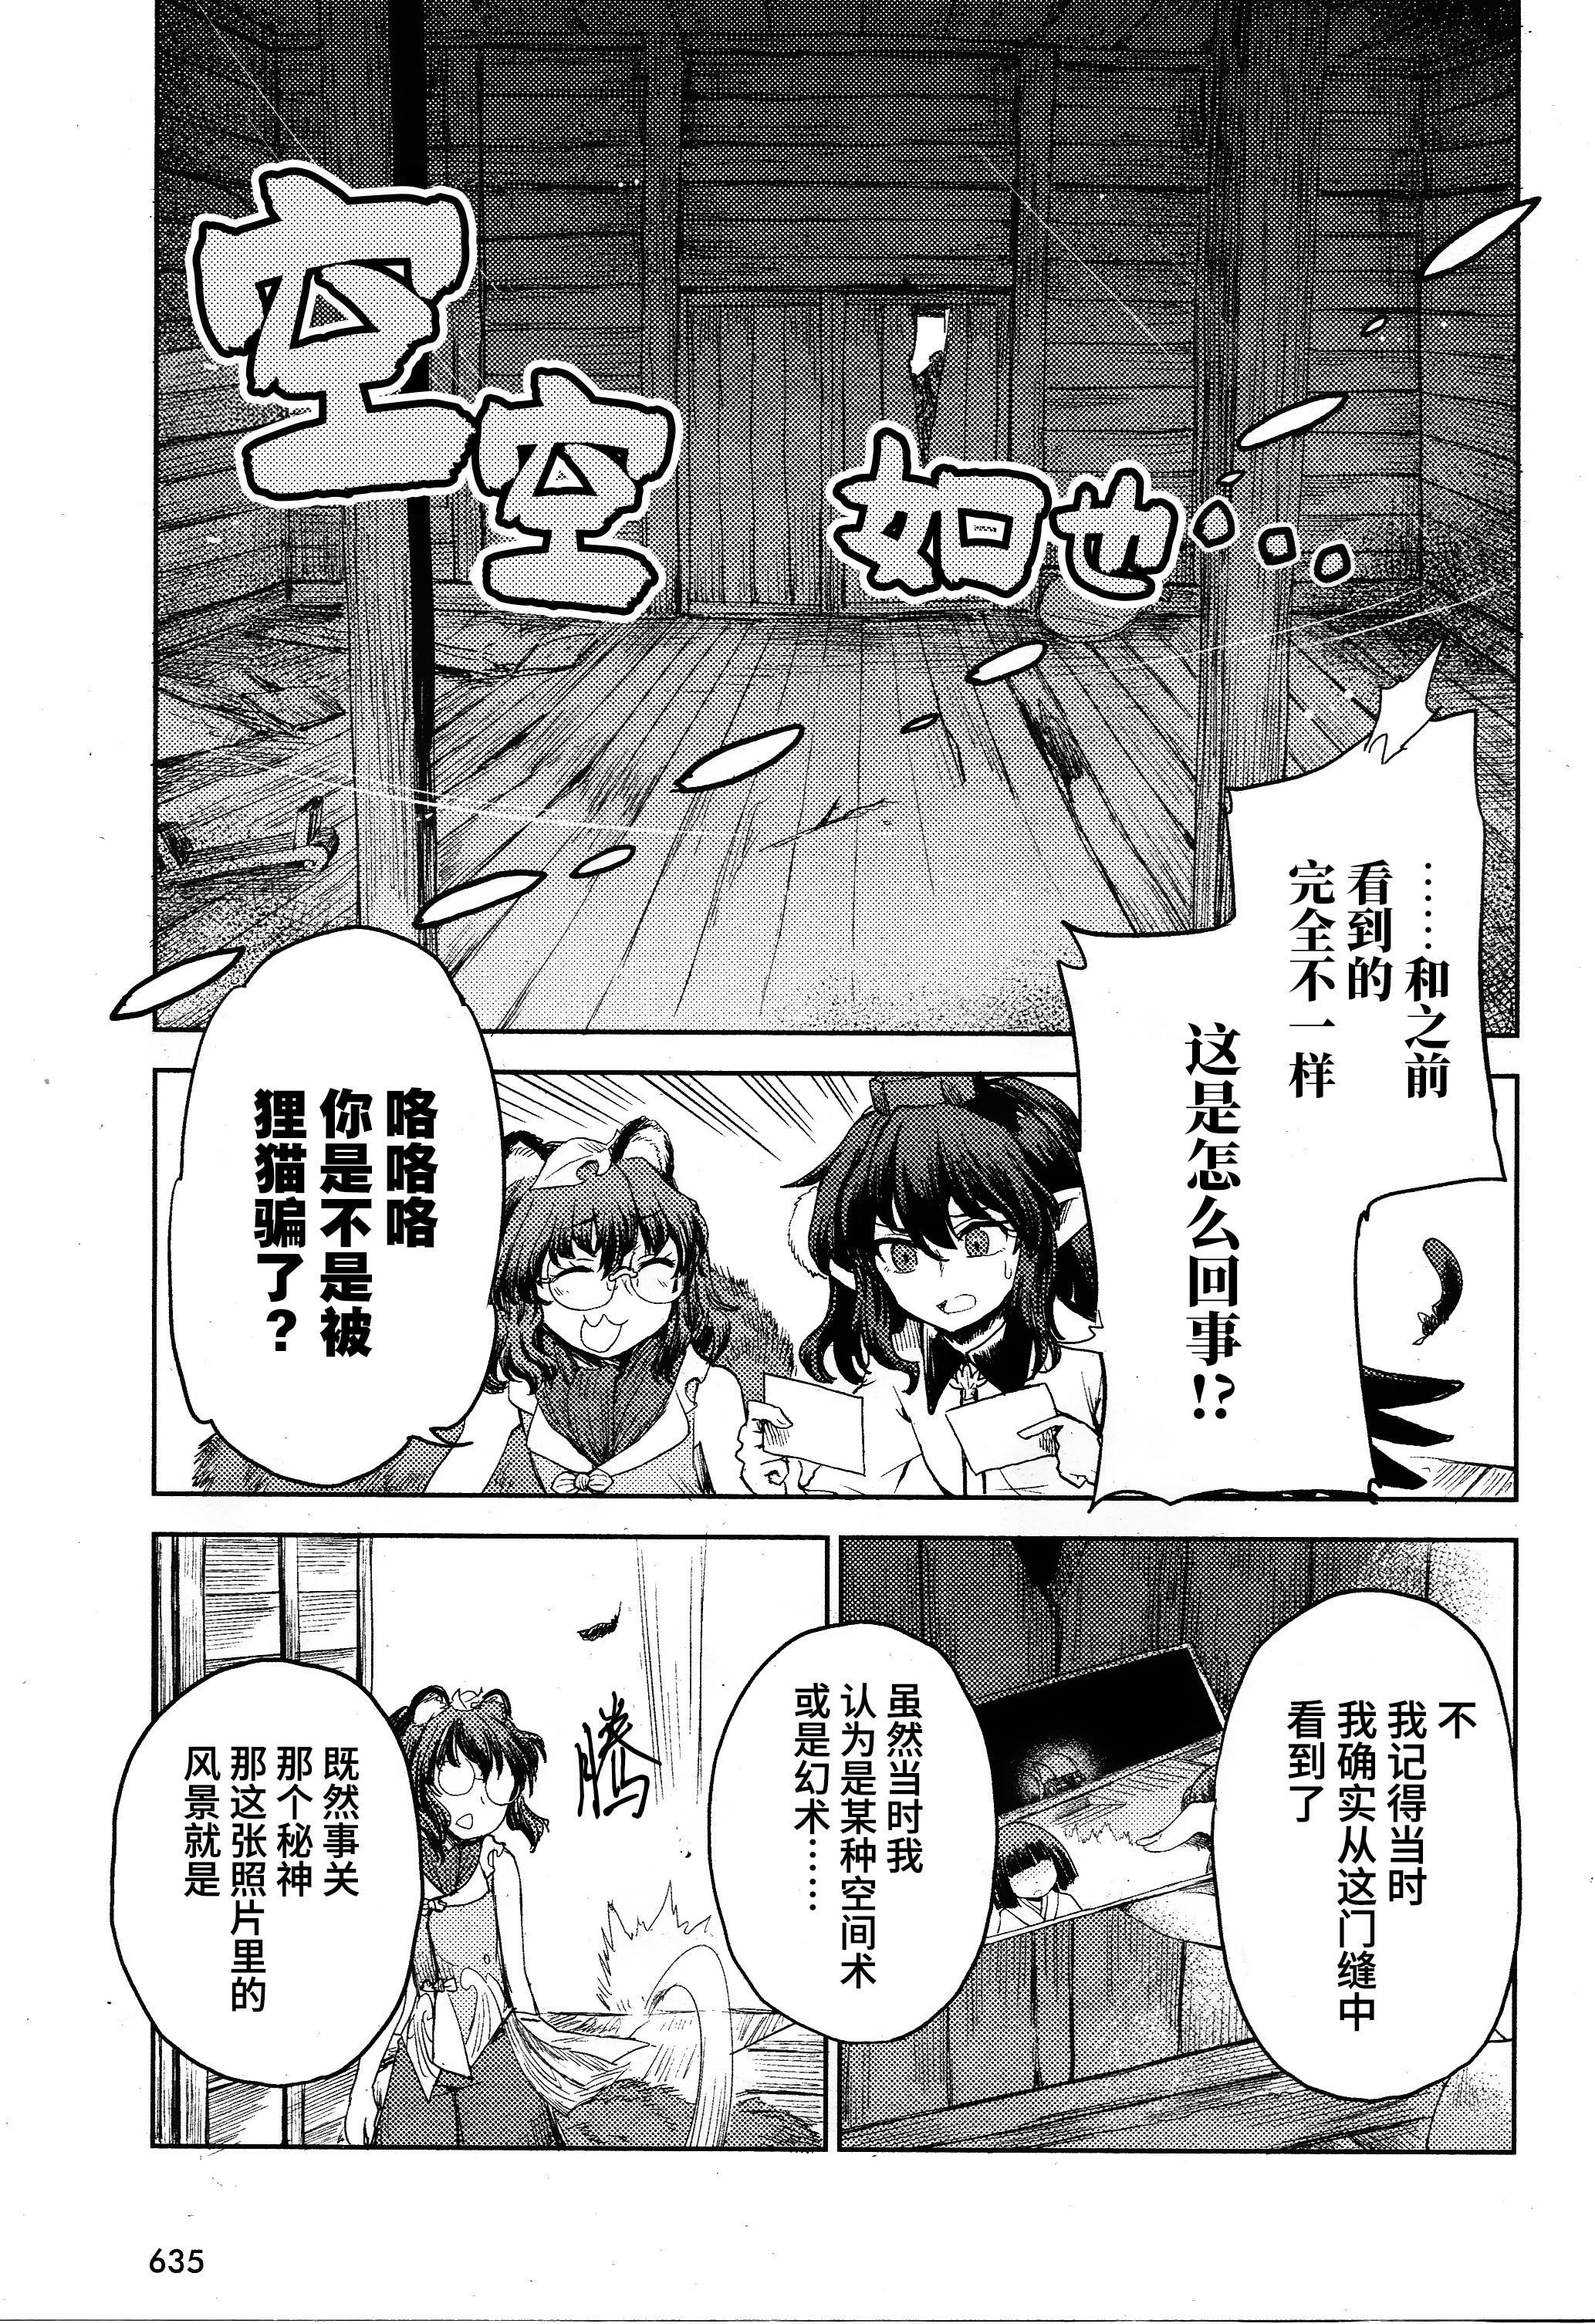 空空如也…
……和之前
看到的
完全不一样
这是怎么回事!?
咯咯咯
你是不是被
狸猫骗了？
不
我记得当时
我确实从这门缝中
看到了
虽然当时我
认为是某种空间术
或是幻术……
腾
既然事关
那个秘神
那这张照片里的
风景就是
635